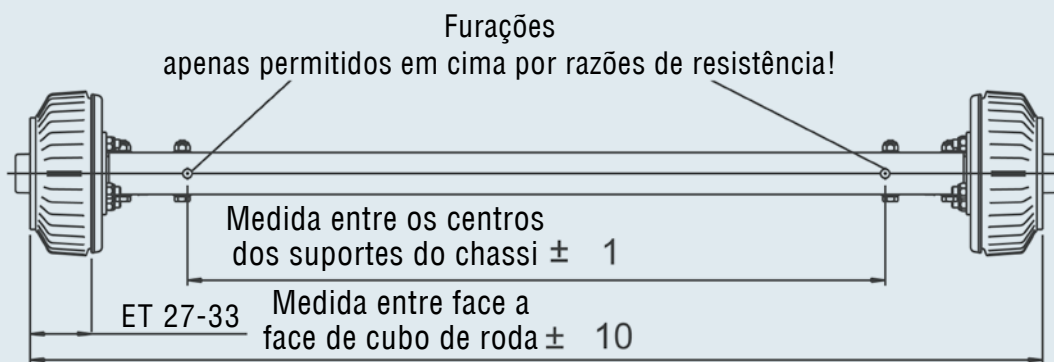 Furações
apenas permitidos em cima por razões de resistência!
Medida entre os centros
dos suportes do chassi ± 1
ET 27-33
Medida entre face a
face de cubo de roda ± 10